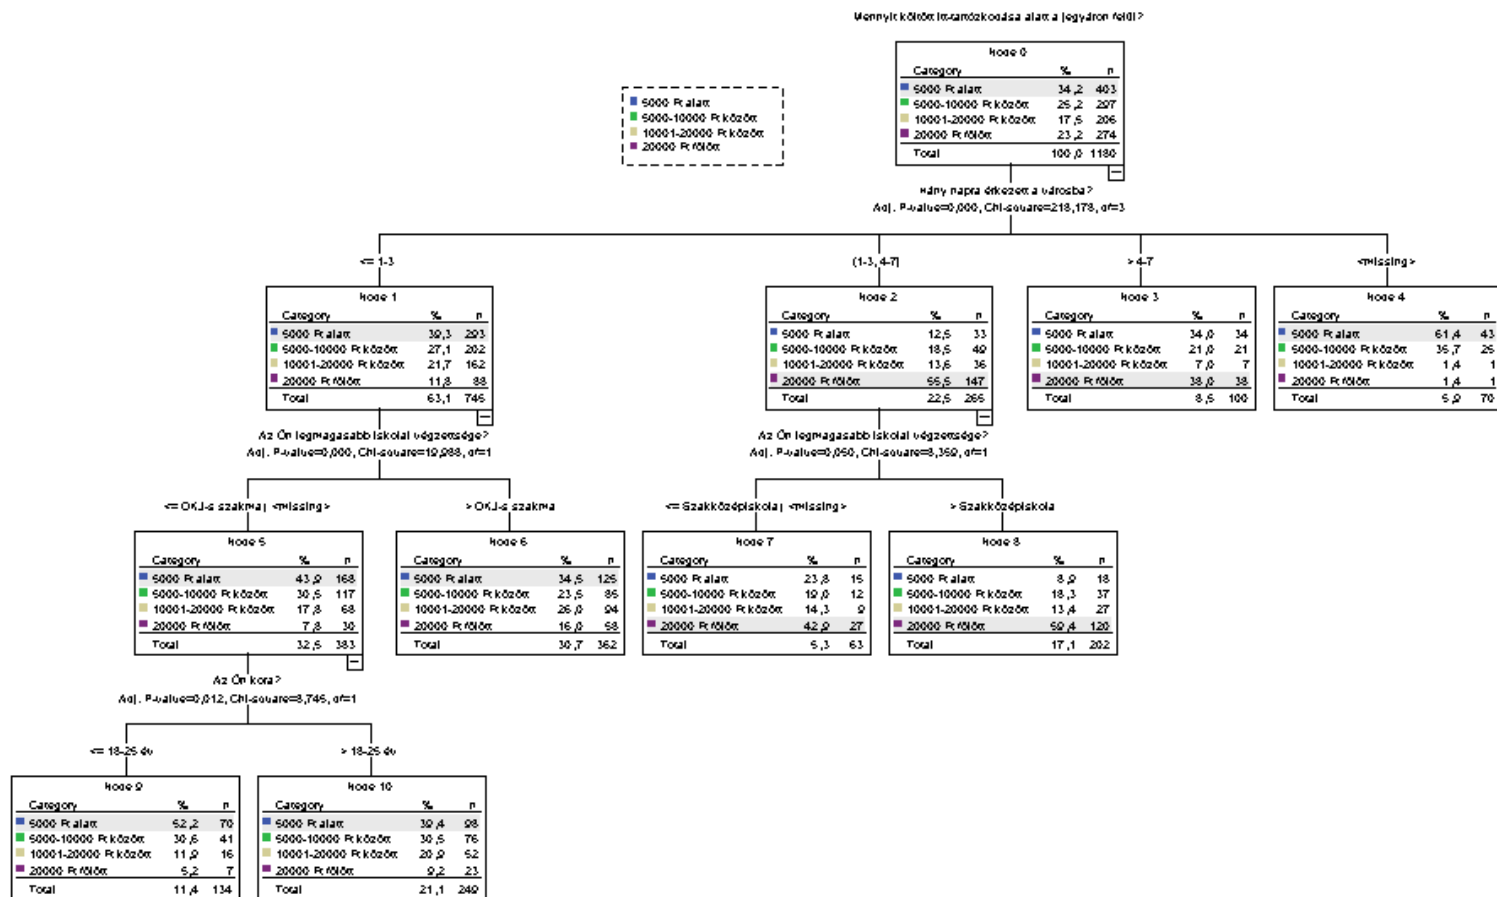 Mennyit költött itt-tartózkodása alatt a jegyáron felül?
Node 0
Category % n
5000 Ft alatt 34,2 403
5000-10000 Ft között 25,2 297
10001-20000 Ft között 17,5 206
20000 Ft fölött 23,2 274
Total 100,0 1180
5000 Ft alatt
5000-10000 Ft között
10001-20000 Ft között
20000 Ft fölött
Hány napra érkezett a városba?
Adj. P-value=0,000, Chi-square=218,178, df=3
<= 1-3
(1-3, 4-7]
> 4-7
<missing>
Node 1
Category % n
5000 Ft alatt 39,3 293
5000-10000 Ft között 27,1 202
10001-20000 Ft között 21,7 162
20000 Ft fölött 11,8 88
Total 63,1 745
Node 2
Category % n
5000 Ft alatt 12,5 33
5000-10000 Ft között 18,5 49
10001-20000 Ft között 13,6 36
20000 Ft fölött 55,5 147
Total 22,5 265
Node 3
Category % n
5000 Ft alatt 34,0 34
5000-10000 Ft között 21,0 21
10001-20000 Ft között 7,0 7
20000 Ft fölött 38,0 38
Total 8,5 100
Node 4
Category % n
5000 Ft alatt 61,4 43
5000-10000 Ft között 35,7 25
10001-20000 Ft között 1,4 1
20000 Ft fölött 1,4 1
Total 5,9 70
Az Ön legmagasabb iskolai végzettsége?
Adj. P-value=0,000, Chi-square=19,988, df=1
Az Ön legmagasabb iskolai végzettsége?
Adj. P-value=0,050, Chi-square=8,359, df=1
<= OKJ-s szakma; <missing>
> OKJ-s szakma
<= Szakközépiskola; <missing>
> Szakközépiskola
Node 5
Category % n
5000 Ft alatt 43,9 168
5000-10000 Ft között 30,5 117
10001-20000 Ft között 17,8 68
20000 Ft fölött 7,8 30
Total 32,5 383
Node 6
Category % n
5000 Ft alatt 34,5 125
5000-10000 Ft között 23,5 85
10001-20000 Ft között 26,0 94
20000 Ft fölött 16,0 58
Total 30,7 362
Node 7
Category % n
5000 Ft alatt 23,8 15
5000-10000 Ft között 19,0 12
10001-20000 Ft között 14,3 9
20000 Ft fölött 42,9 27
Total 5,3 63
Node 8
Category % n
5000 Ft alatt 8,9 18
5000-10000 Ft között 18,3 37
10001-20000 Ft között 13,4 27
20000 Ft fölött 59,4 120
Total 17,1 202
Az Ön kora?
Adj. P-value=0,012, Chi-square=8,745, df=1
<= 18-25 év
> 18-25 év
Node 9
Category % n
5000 Ft alatt 52,2 70
5000-10000 Ft között 30,6 41
10001-20000 Ft között 11,9 16
20000 Ft fölött 5,2 7
Total 11,4 134
Node 10
Category % n
5000 Ft alatt 39,4 98
5000-10000 Ft között 30,5 76
10001-20000 Ft között 20,9 52
20000 Ft fölött 9,2 23
Total 21,1 249